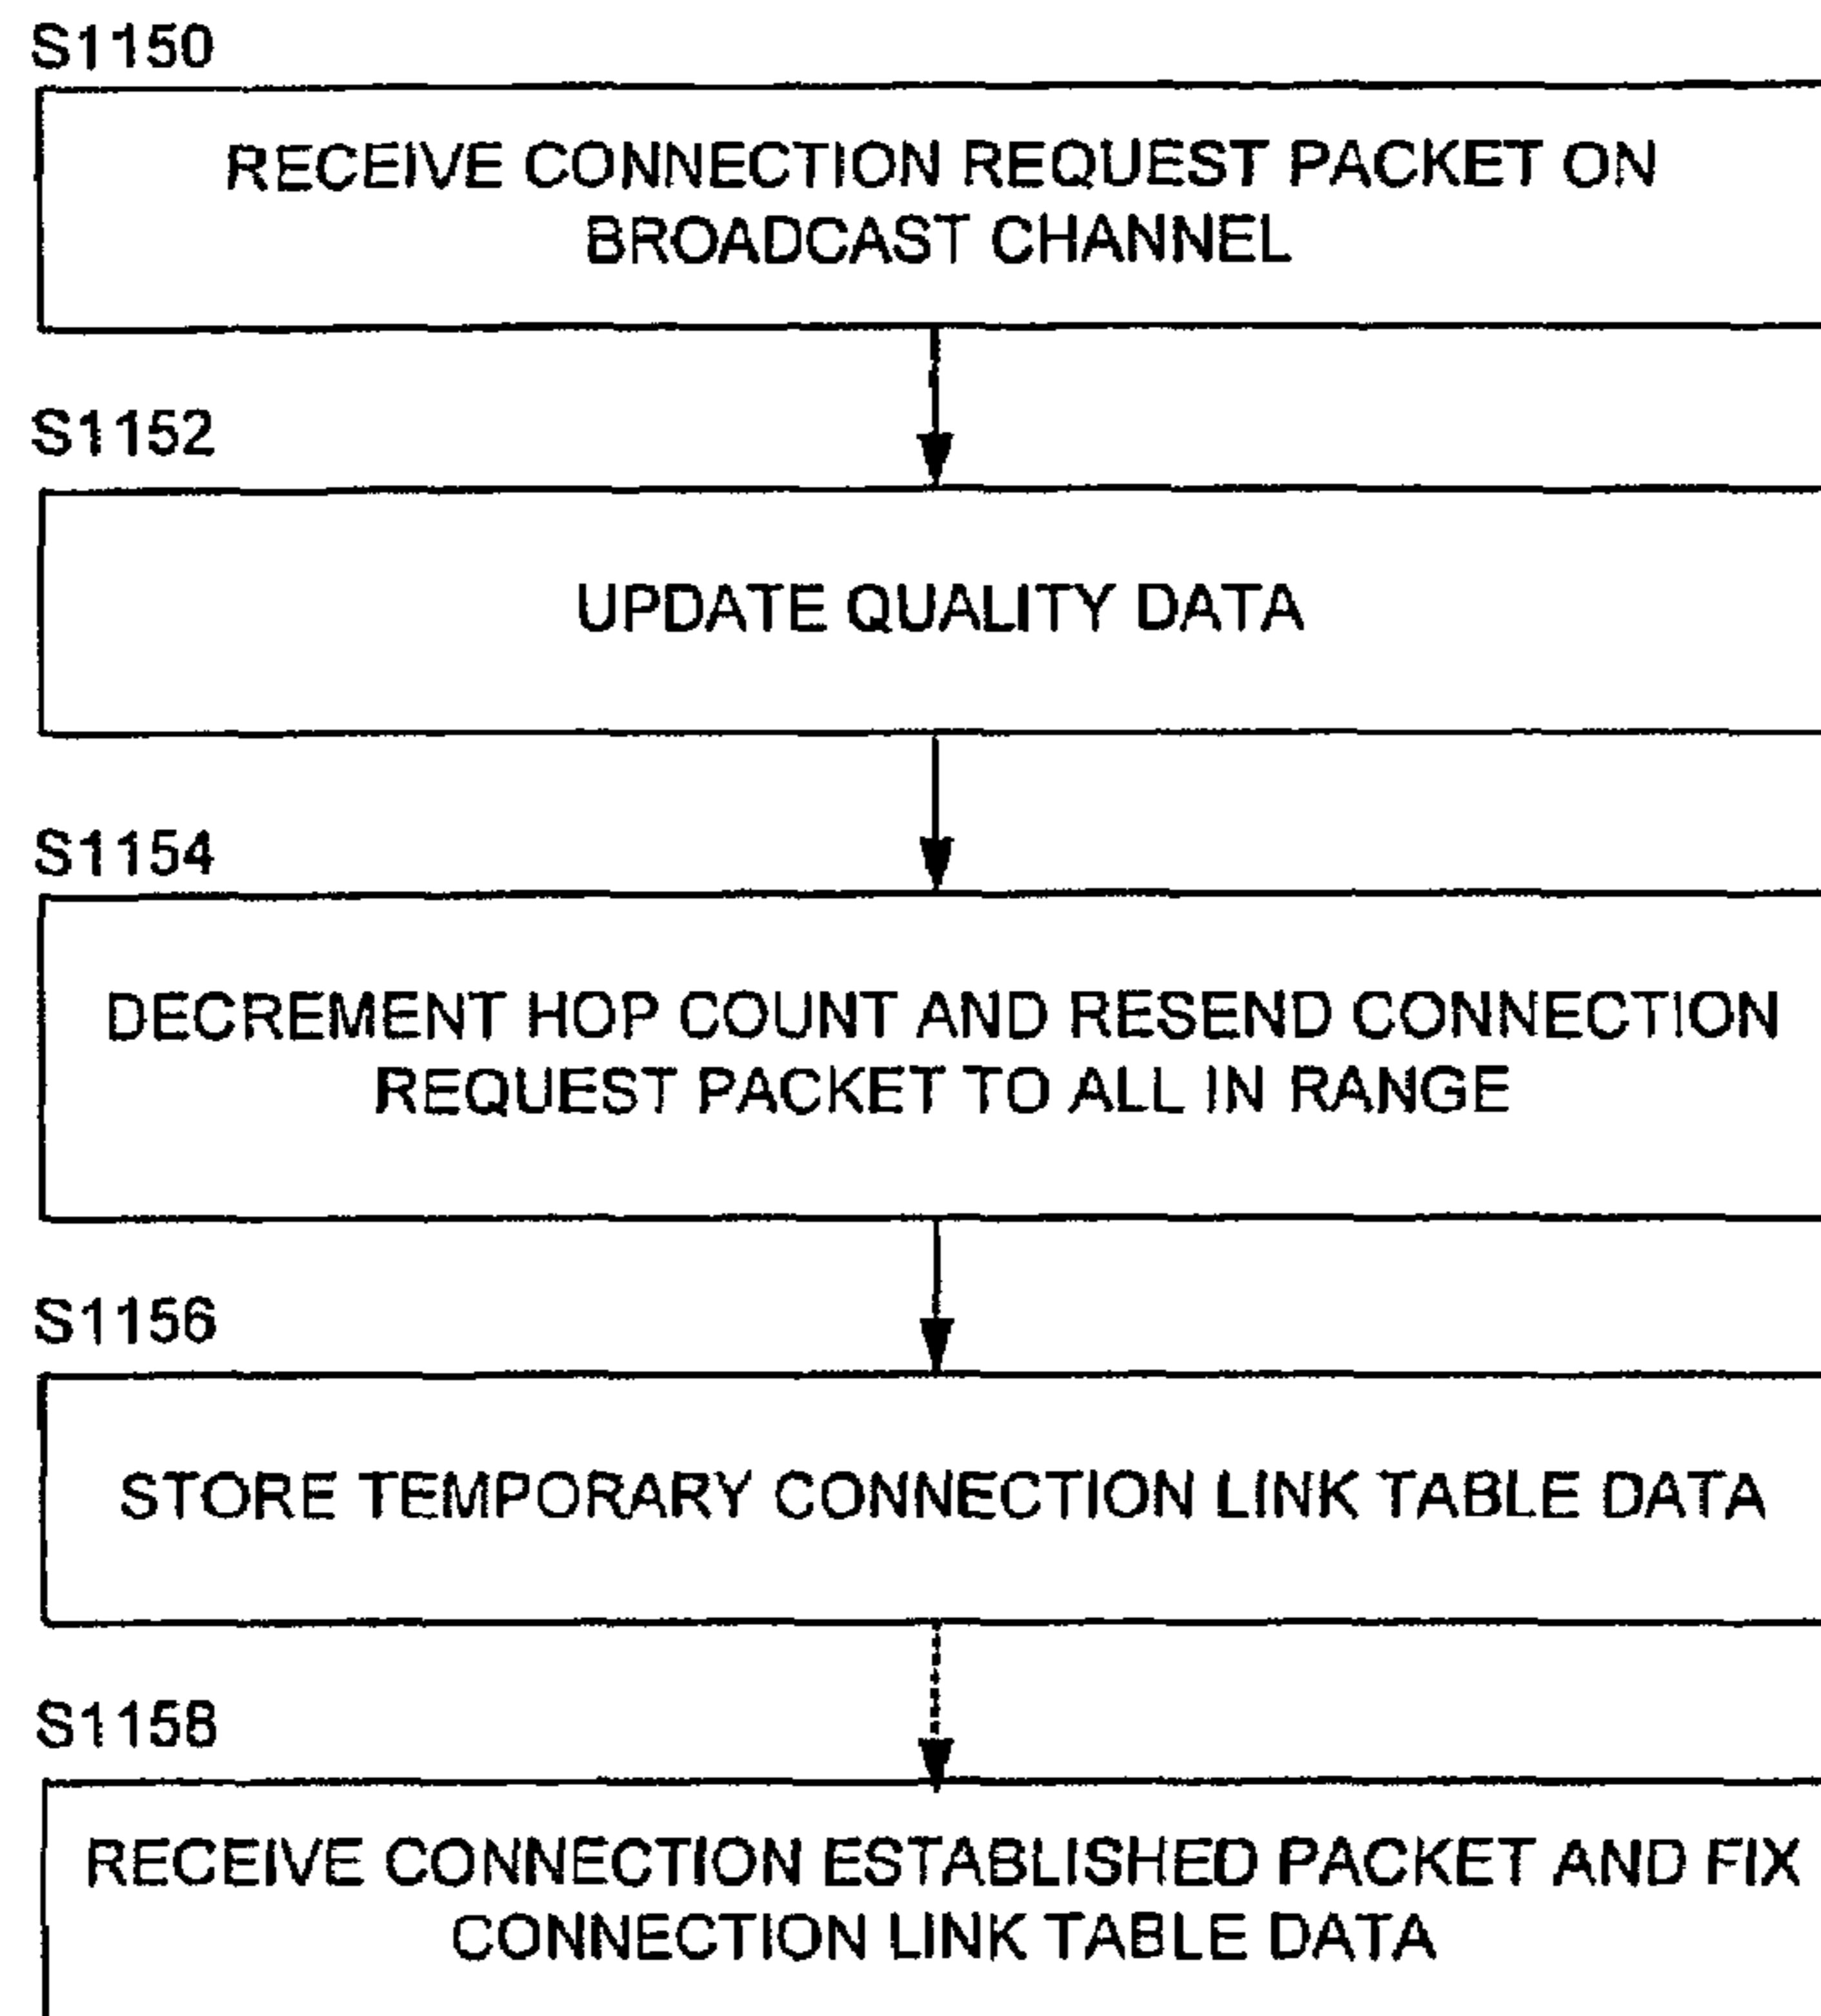 S1150
RECEIVE CONNECTION REQUEST PACKET ON
BROADCAST CHANNEL
S1152
UPDATE QUALITY DATA
S1154
DECREMENT HOP COUNT AND RESEND CONNECTION
REQUEST PACKET TO ALL IN RANGE
S1156
STORE TEMPORARY CONNECTION LINK TABLE DATA
S1158
RECEIVE CONNECTION ESTABLISHED PACKET AND FIX
CONNECTION LINK TABLE DATA